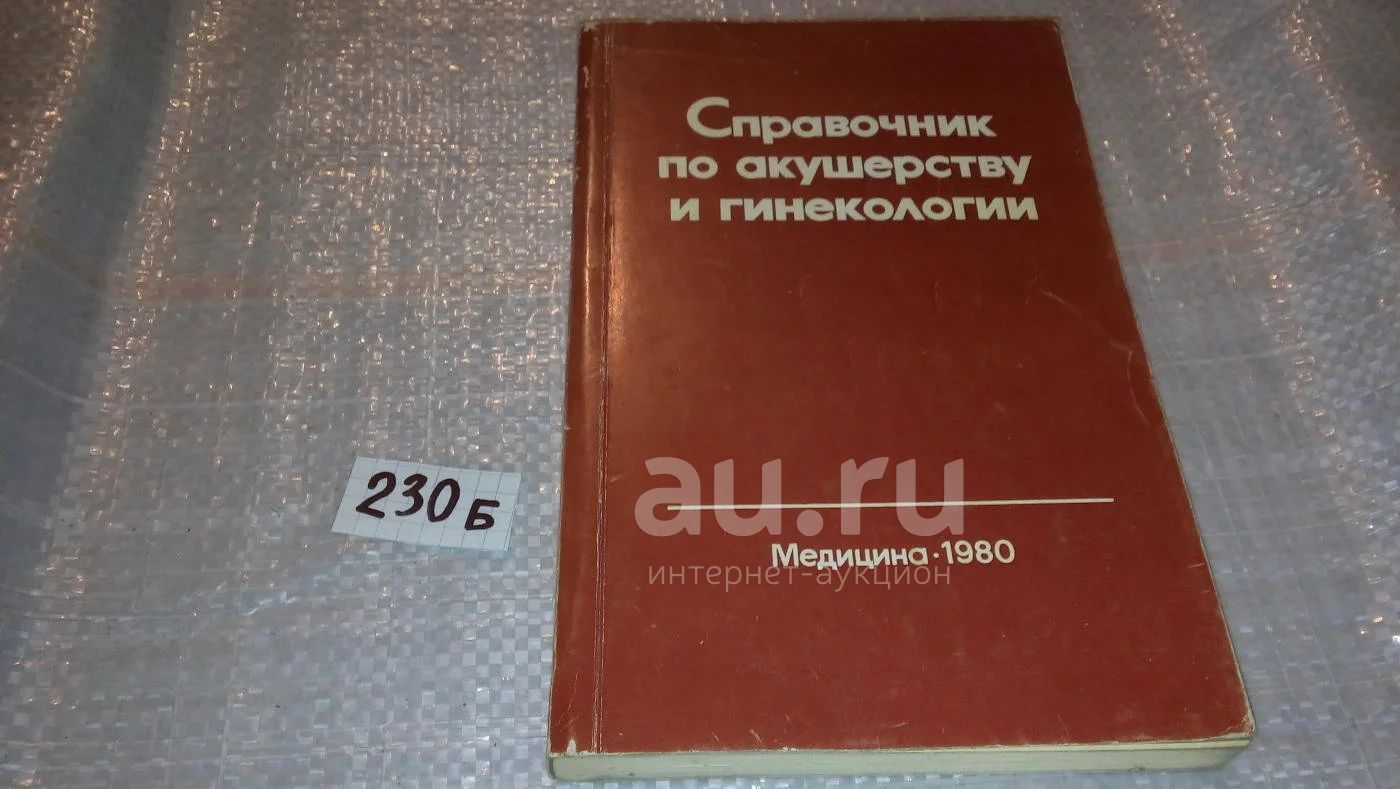 Справочник
по акушерству
и гинекологии
230 Б
au.ru
Медицина · 1980
интернет-аукцион